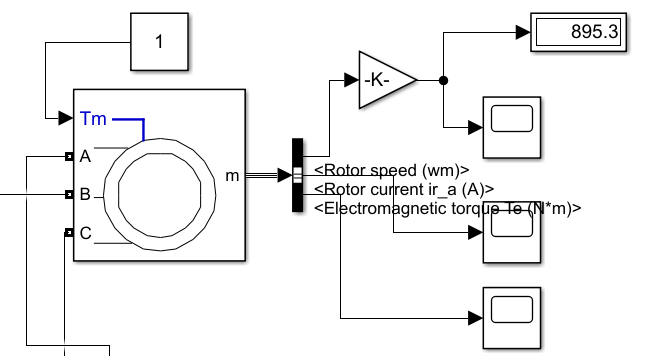 1
895.3
-K-
Tm
A
m
<Rotor speed (wm)>
B
<Rotor current ir_a (A)>
<Electromagnetic torque Te (N*m)>
C